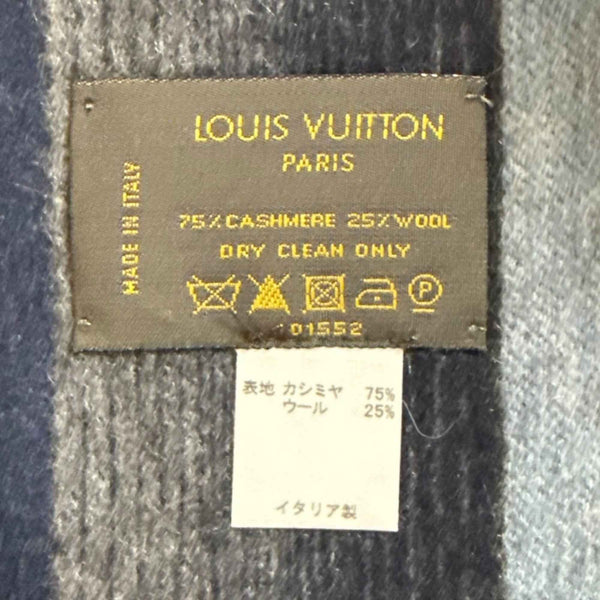 LOUIS VUITTON
PARIS
MADE IN ITALY
75%CASHMERE 25%WOOL
DRY CLEAN ONLY
P
101552
表地 カシミヤ 75%
ウール 25%
イタリア製